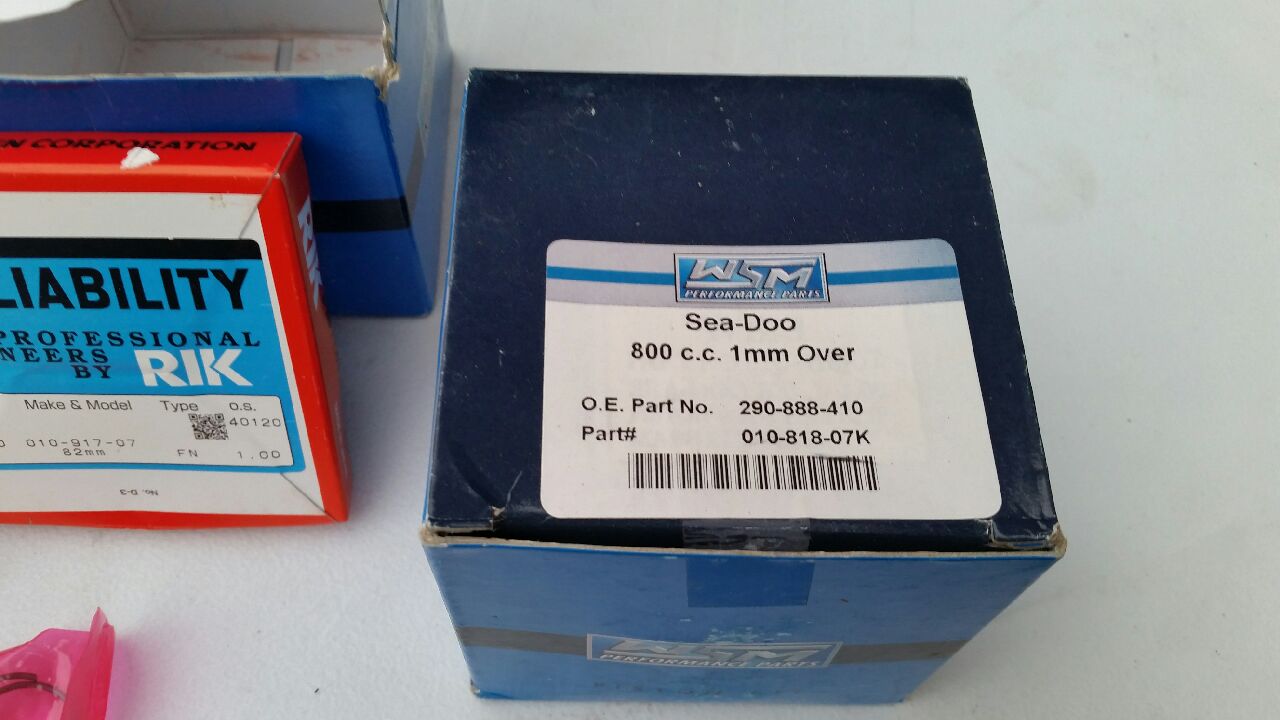 N CORPORATION
RIK
LIABILITY
PROFESSIONAL
NEERS
BY RIK
Make & Model Type o.s.
40120
010-917-07
82mm FN 1.00
No. D-3
WSM
PERFORMANCE PARTS
Sea-Doo
800 c.c. 1mm Over
O.E. Part No. 290-888-410
Part# 010-818-07K
WSM
PERFORMANCE PARTS